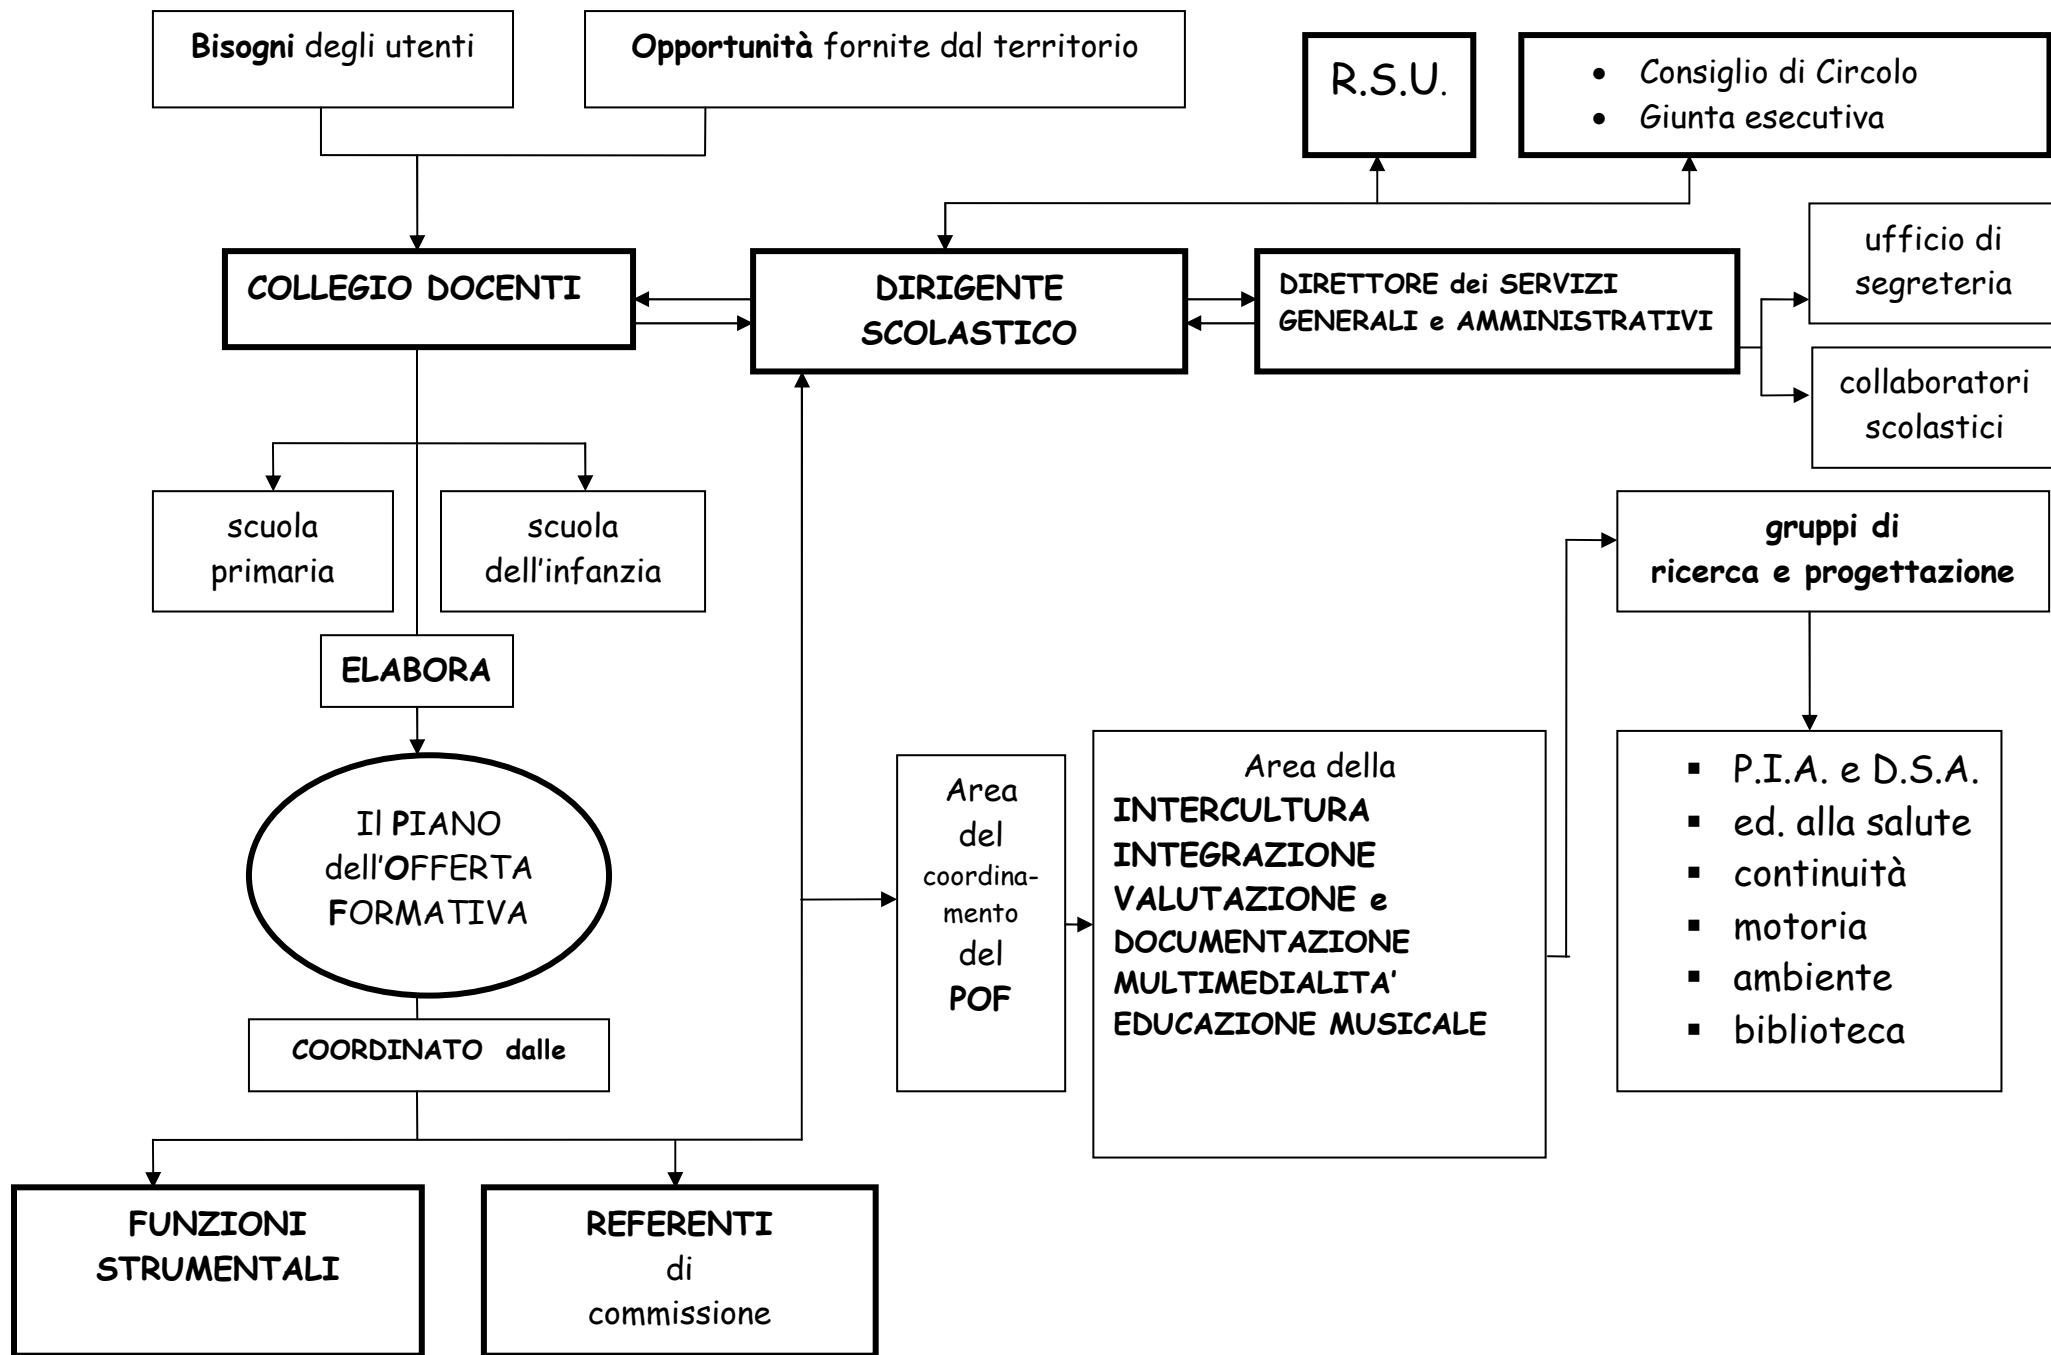 Bisogni degli utenti
Opportunità fornite dal territorio
R.S.U.
• Consiglio di Circolo
• Giunta esecutiva
COLLEGIO DOCENTI
DIRIGENTE
SCOLASTICO
DIRETTORE dei SERVIZI
GENERALI e AMMINISTRATIVI
ufficio di
segreteria
collaboratori
scolastici
scuola
primaria
scuola
dell'infanzia
gruppi di
ricerca e progettazione
ELABORA
Il PIANO
dell'OFFERTA
FORMATIVA
Area
del
coordina-
mento
del
POF
Area della
INTERCULTURA
INTEGRAZIONE
VALUTAZIONE e
DOCUMENTAZIONE
MULTIMEDIALITA'
EDUCAZIONE MUSICALE
▪ P.I.A. e D.S.A.
▪ ed. alla salute
▪ continuità
▪ motoria
▪ ambiente
▪ biblioteca
COORDINATO dalle
FUNZIONI
STRUMENTALI
REFERENTI
di
commissione